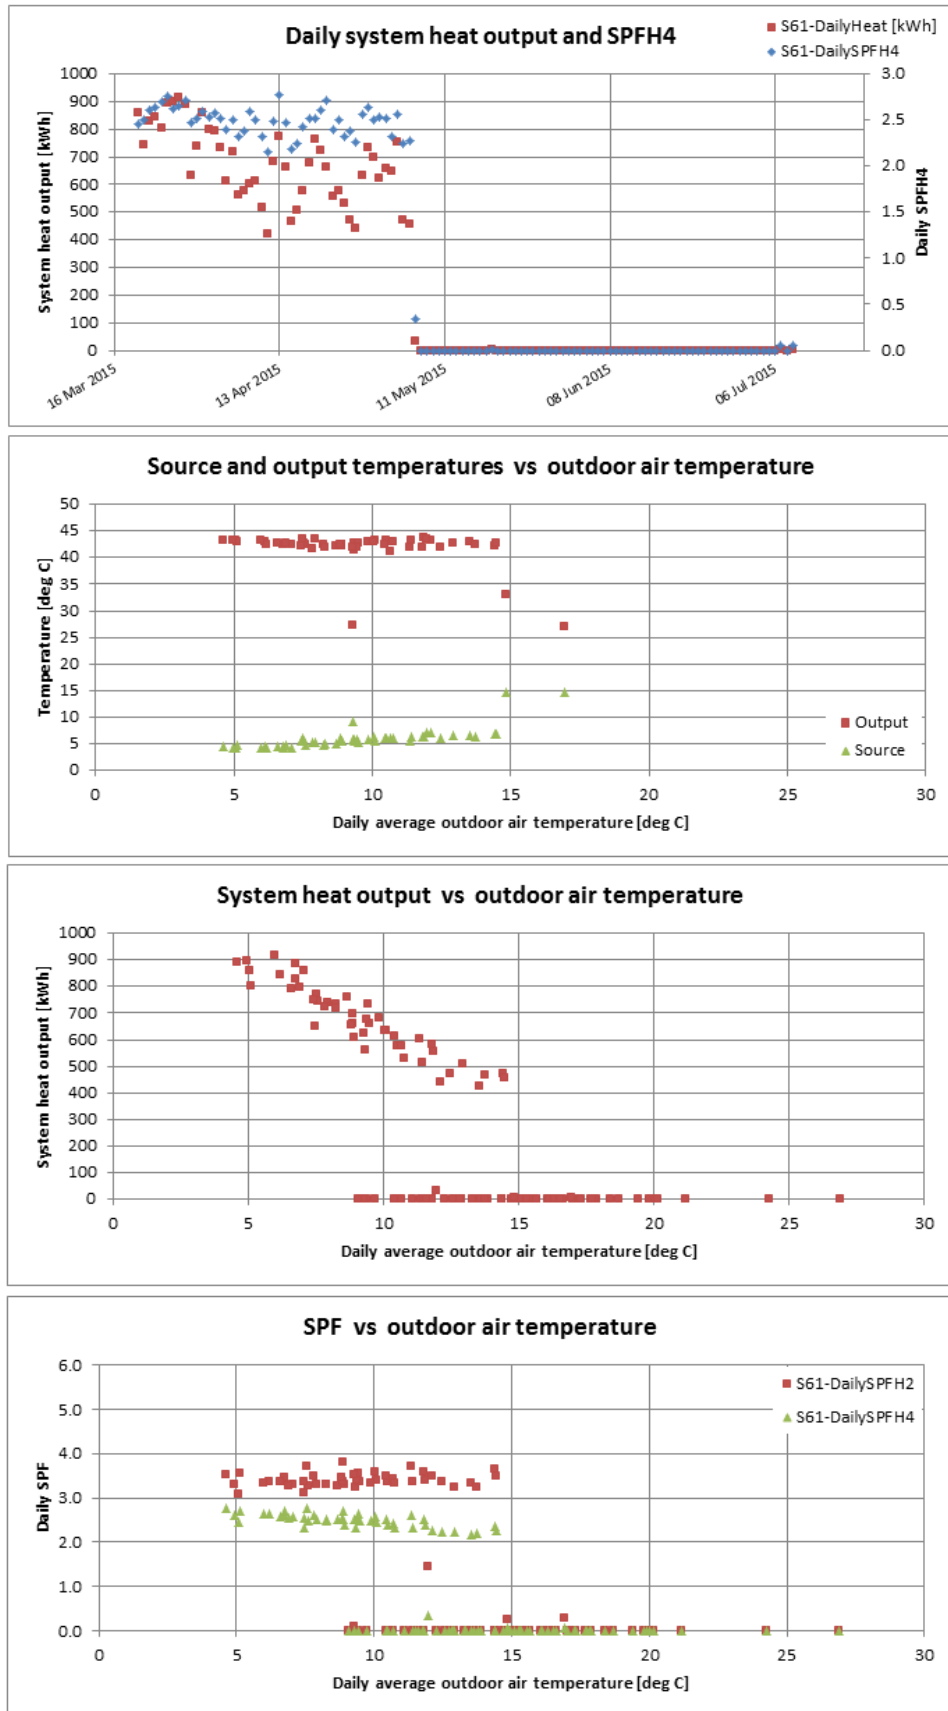 Daily system heat output and SPFH4
S61-DailyHeat [kWh]
S61-DailySPFH4
System heat output [kWh]
1000
900
800
700
600
500
400
300
200
100
0
3.0
2.5
2.0
1.5
1.0
0.5
0.0
Daily SPFH4
16 Mar 2015
13 Apr 2015
11 May 2015
08 Jun 2015
06 Jul 2015
Source and output temperatures vs outdoor air temperature
Temperature [deg C]
50
45
40
35
30
25
20
15
10
5
0
Output
Source
0 5 10 15 20 25 30
Daily average outdoor air temperature [deg C]
System heat output vs outdoor air temperature
System heat output [kWh]
1000
900
800
700
600
500
400
300
200
100
0
0 5 10 15 20 25 30
Daily average outdoor air temperature [deg C]
SPF vs outdoor air temperature
Daily SPF
6.0
5.0
4.0
3.0
2.0
1.0
0.0
S61-DailySPFH2
S61-DailySPFH4
0 5 10 15 20 25 30
Daily average outdoor air temperature [deg C]